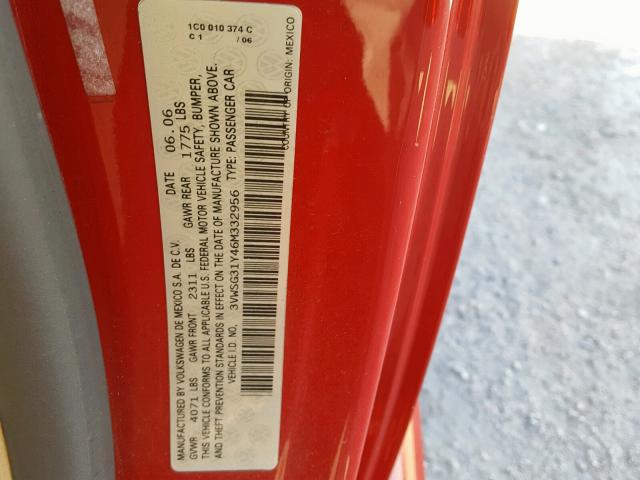 1C0 010 374 C
C 1 / 06
MANUFACTURED BY VOLKSWAGEN DE MEXICO S.A. DE C.V. DATE 06.06
GVWR 4071 LBS GAWR FRONT 2311 LBS GAWR REAR 1775 LBS
THIS VEHICLE CONFORMS TO ALL APPLICABLE U.S. FEDERAL MOTOR VEHICLE SAFETY, BUMPER,
AND THEFT PREVENTION STANDARDS IN EFFECT ON THE DATE OF MANUFACTURE SHOWN ABOVE.
VEHICLE I.D. NO. 3VWSG31Y46M332956 TYPE: PASSENGER CAR
COUNTRY OF ORIGIN: MEXICO